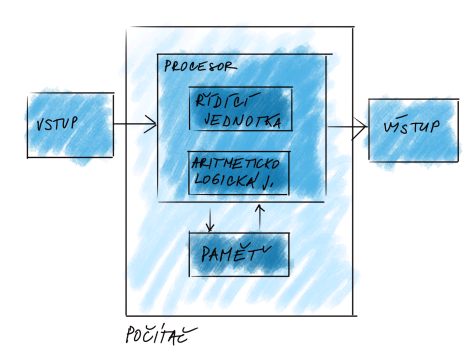 PROCESOR
ŘÍDÍCÍ
JEDNOTKA
VSTUP
VÝSTUP
ARITMETICKO
LOGICKÁ J.
PAMĚŤ
POČÍTAČ